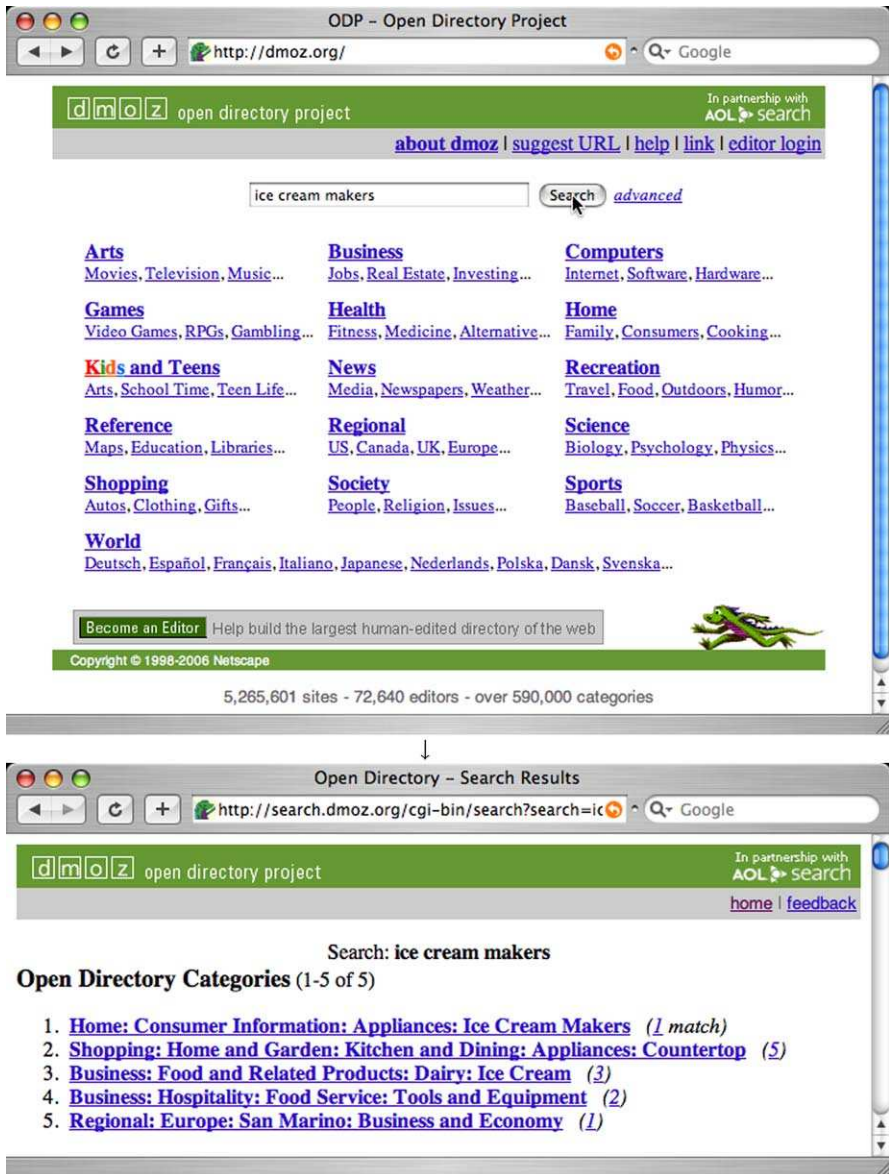 ODP – Open Directory Project
http://dmoz.org/
Google
dmoz open directory project
In partnership with
AOL search
about dmoz | suggest URL | help | link | editor login
ice cream makers Search advanced
Arts Business Computers
Movies, Television, Music... Jobs, Real Estate, Investing... Internet, Software, Hardware...
Games Health Home
Video Games, RPGs, Gambling... Fitness, Medicine, Alternative... Family, Consumers, Cooking...
Kids and Teens News Recreation
Arts, School Time, Teen Life... Media, Newspapers, Weather... Travel, Food, Outdoors, Humor...
Reference Regional Science
Maps, Education, Libraries... US, Canada, UK, Europe... Biology, Psychology, Physics...
Shopping Society Sports
Autos, Clothing, Gifts... People, Religion, Issues... Baseball, Soccer, Basketball...
World
Deutsch, Español, Français, Italiano, Japanese, Nederlands, Polska, Dansk, Svenska...
Become an Editor Help build the largest human-edited directory of the web
Copyright © 1998-2006 Netscape
5,265,601 sites - 72,640 editors - over 590,000 categories
↓
Open Directory – Search Results
http://search.dmoz.org/cgi-bin/search?search=ic
Google
dmoz open directory project
In partnership with
AOL search
home | feedback
Search: ice cream makers
Open Directory Categories (1-5 of 5)
1. Home: Consumer Information: Appliances: Ice Cream Makers (1 match)
2. Shopping: Home and Garden: Kitchen and Dining: Appliances: Countertop (5)
3. Business: Food and Related Products: Dairy: Ice Cream (3)
4. Business: Hospitality: Food Service: Tools and Equipment (2)
5. Regional: Europe: San Marino: Business and Economy (1)